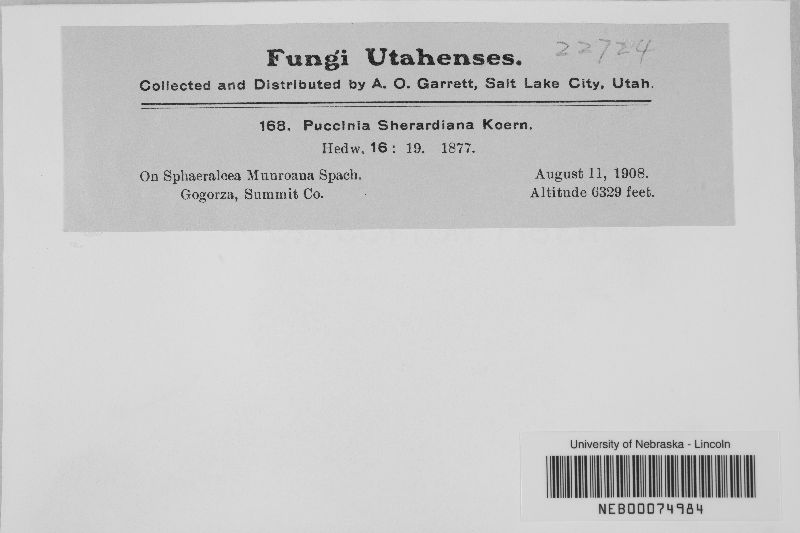 Fungi Utahenses. 22724
Collected and Distributed by A. O. Garrett, Salt Lake City, Utah.
168. Puccinia Sherardiana Koern.
Hedw. 16: 19. 1877.
On Sphaeralcea Munroana Spach. August 11, 1908.
Gogorza, Summit Co. Altitude 6329 feet.
University of Nebraska - Lincoln
NEB00074984